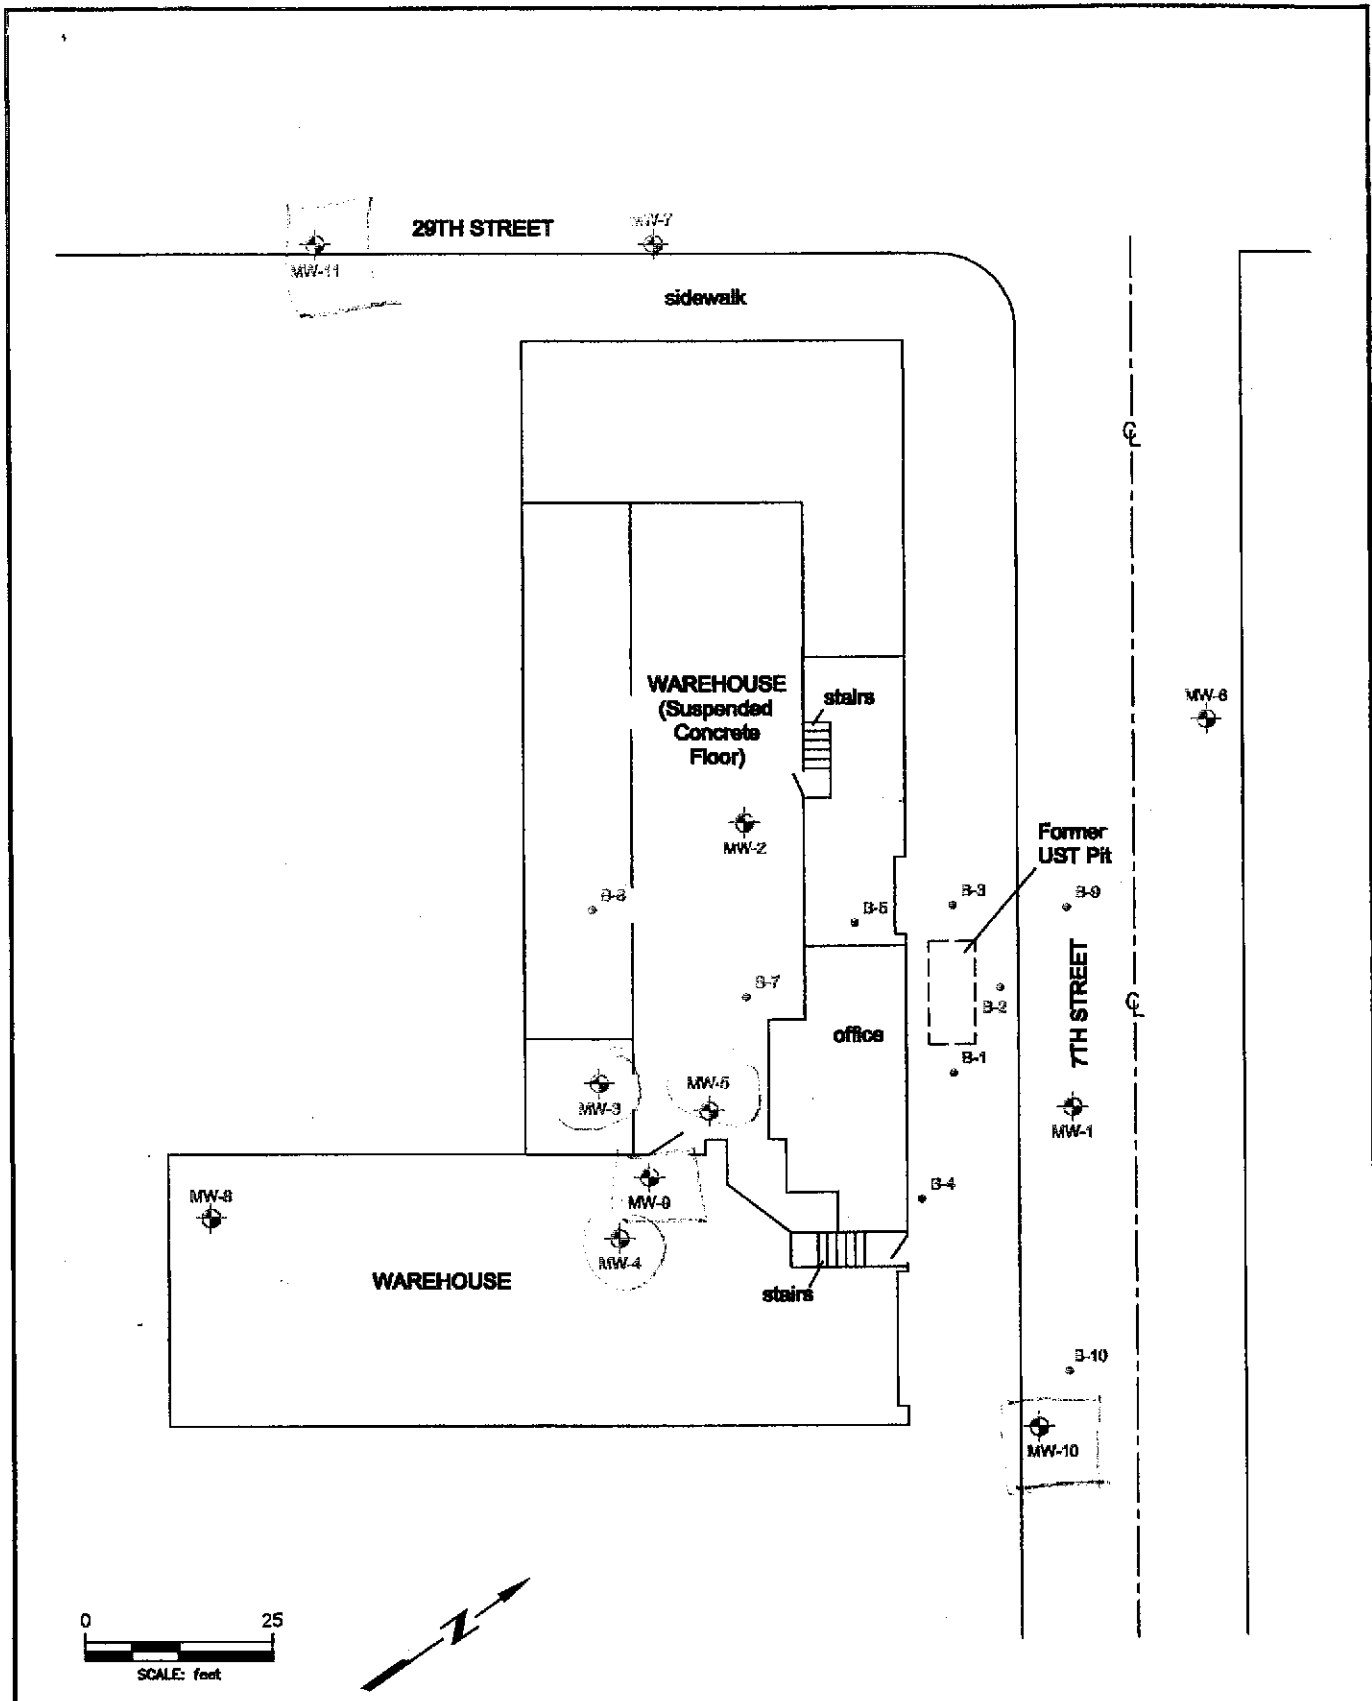 29TH STREET
MW-7
MW-11
sidewalk
WAREHOUSE
(Suspended
Concrete
Floor)
stairs
MW-6
MW-2
Former
UST Pit
B-3
B-9
B-5
7TH STREET
B-7
B-2
office
B-1
MW-5
MW-3
MW-1
MW-8
MW-9
B-4
MW-4
WAREHOUSE
stairs
B-10
MW-10
0
25
SCALE: feet
N